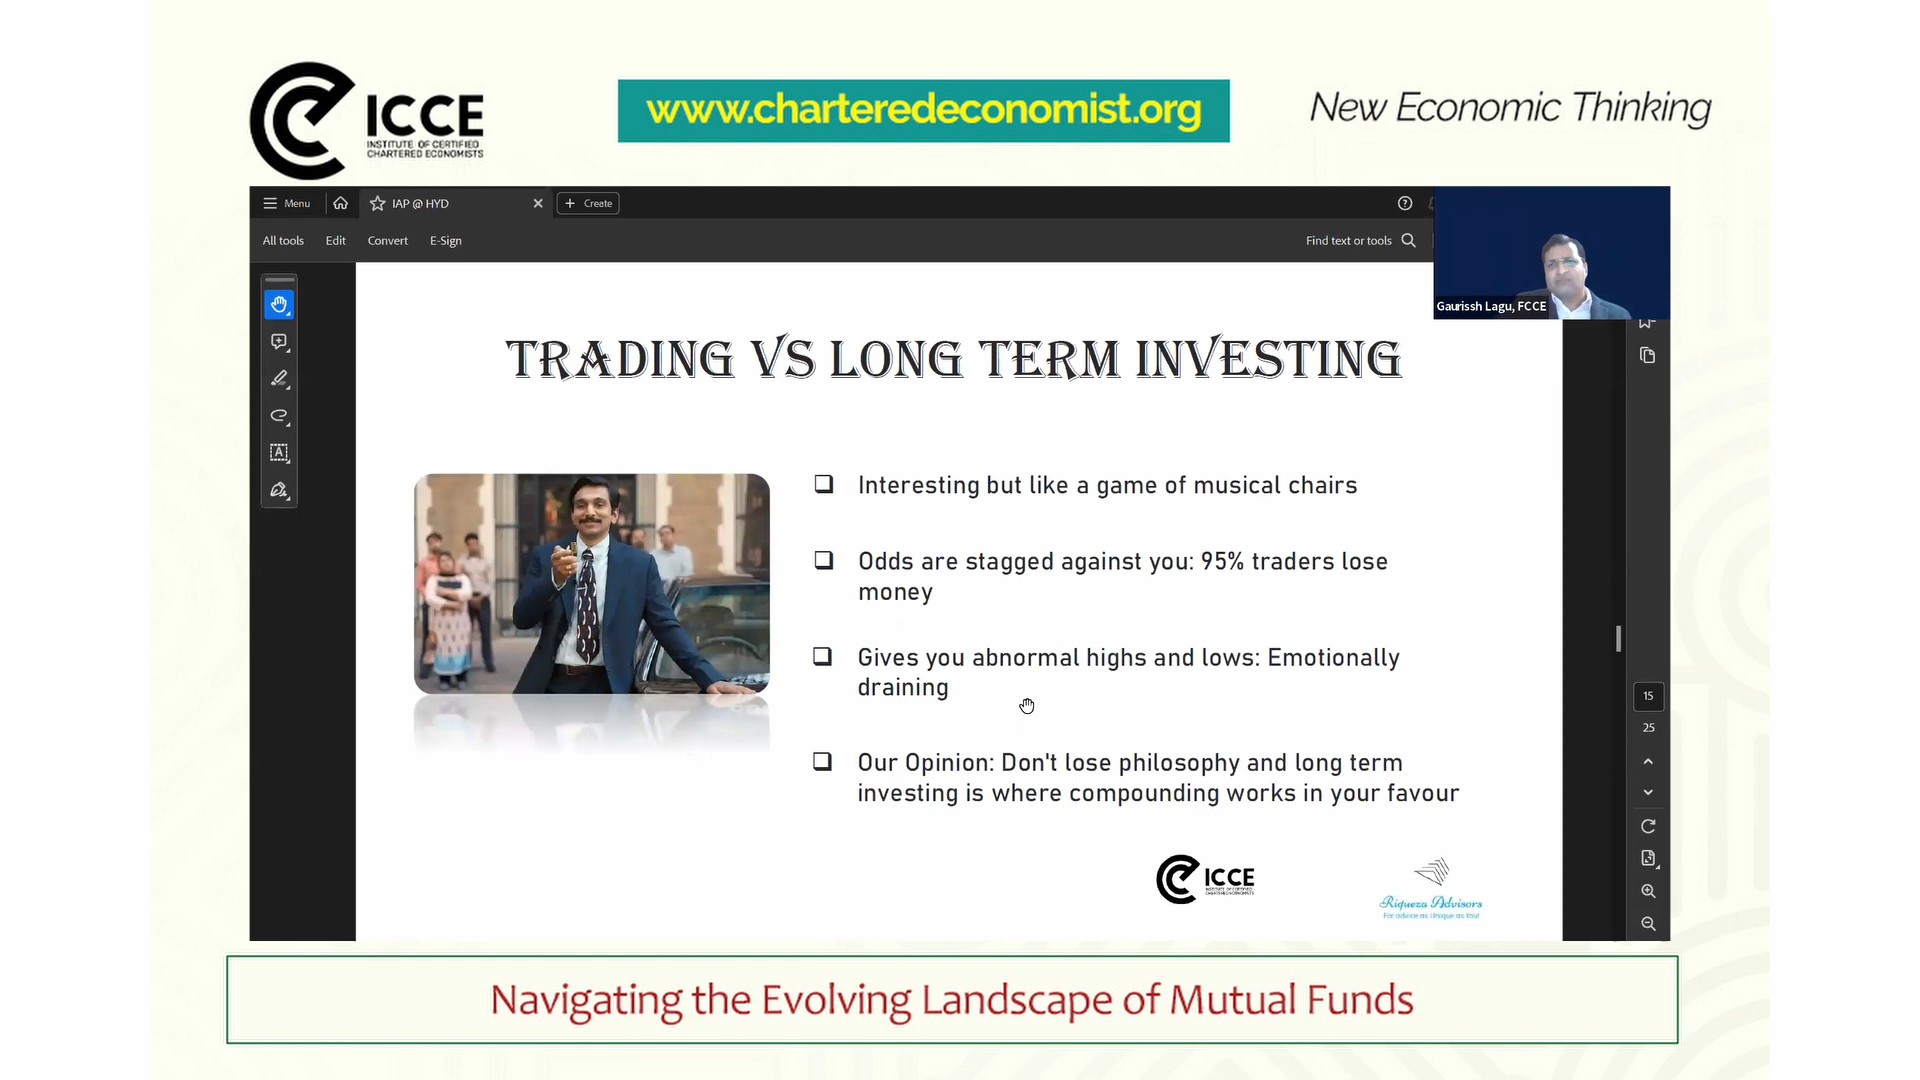 ICCE
INSTITUTE OF CERTIFIED
CHARTERED ECONOMISTS
www.charteredeconomist.org
New Economic Thinking
Menu
IAP @ HYD
Create
All tools
Edit
Convert
E-Sign
Find text or tools
Gaurissh Lagu, FCCE
TRADING VS LONG TERM INVESTING
Interesting but like a game of musical chairs
Odds are stagged against you: 95% traders lose
money
Gives you abnormal highs and lows: Emotionally
draining
Our Opinion: Don't lose philosophy and long term
investing is where compounding works in your favour
15
25
ICCE
INSTITUTE OF CERTIFIED
CHARTERED ECONOMISTS
Riqueza Advisors
For advice as Unique as You!
Navigating the Evolving Landscape of Mutual Funds